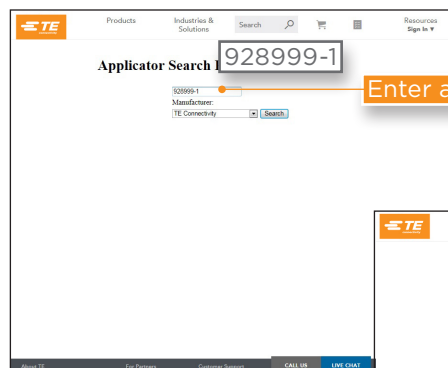 TE
Products
Industries &
Solutions
Search
Resources
Sign In ▼
Applicator Search
928999-1
Enter a
928999-1
Manufacturer:
TE Connectivity
Search
TE
About TE
For Partners
Customer Support
CALL US
LIVE CHAT